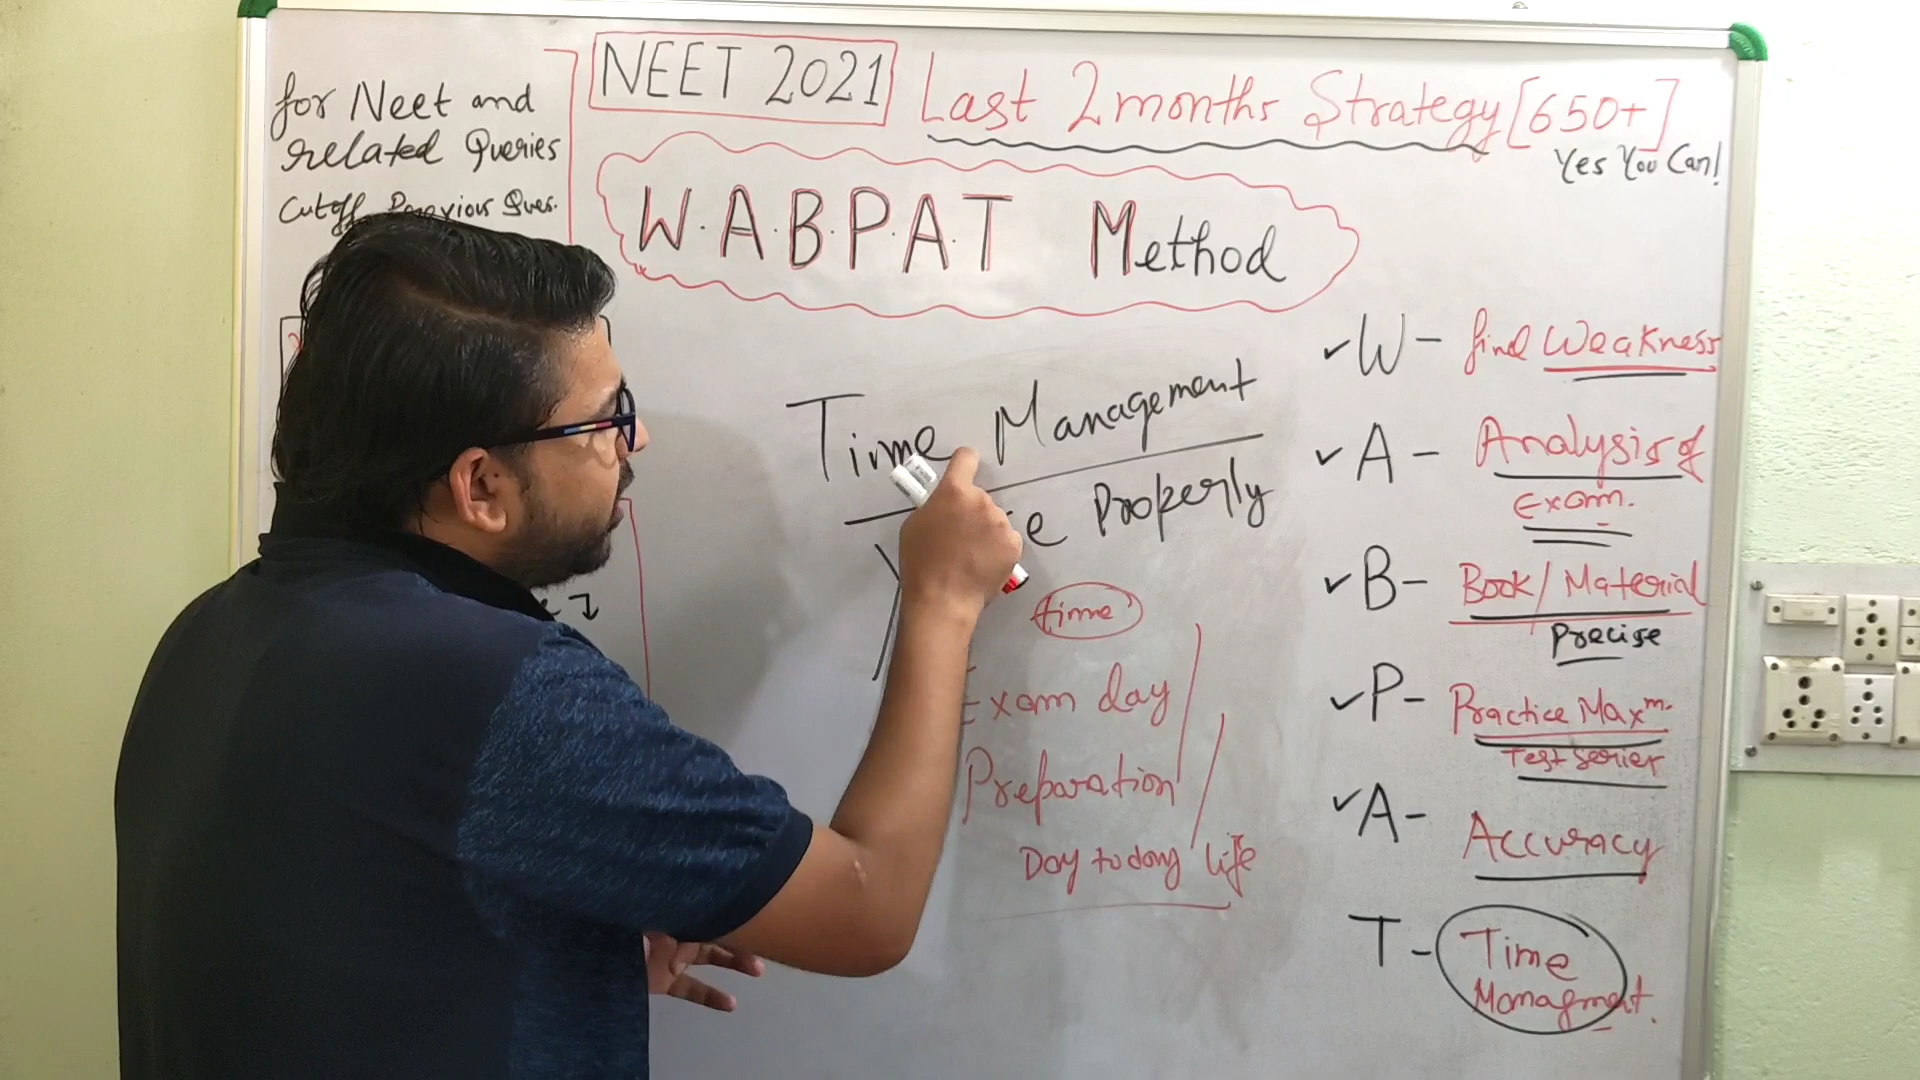 for Neet and
related Queries
Cutoff, Previous Ques.
NEET 2021
Last 2 months Strategy [650+]
Yes You Can!
W.A.B.P.A.T Method
Time Management
Properly
time
Exam day
Preparation
Day to day life
W - find Weakness
A - Analysis of
Exam.
B - Book / Material
Precise
P - Practice Maxm.
Test Series
A - Accuracy
T - Time
Managment.